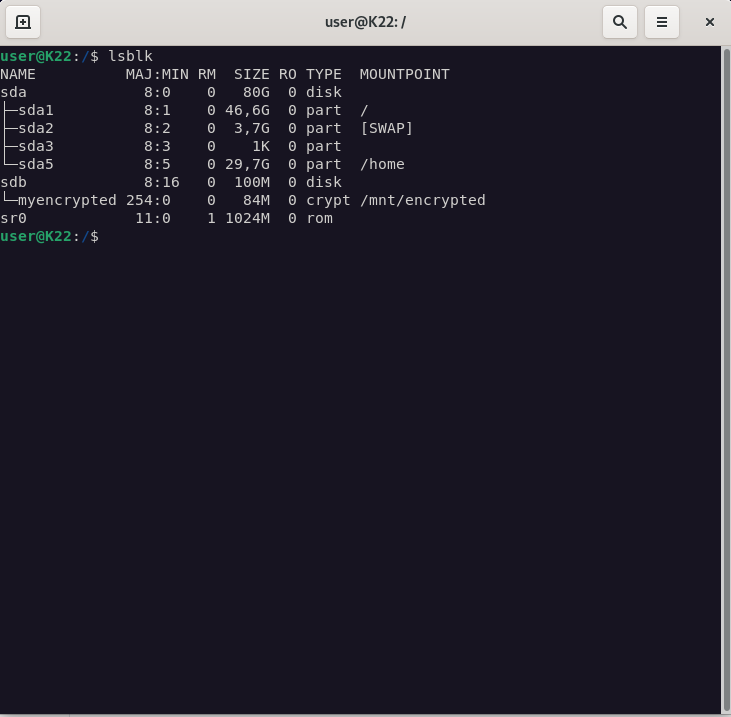 user@K22: /
user@K22:/$ lsblk
NAME          MAJ:MIN RM   SIZE RO TYPE  MOUNTPOINT
sda             8:0    0    80G  0 disk
├─sda1          8:1    0  46,6G  0 part  /
├─sda2          8:2    0   3,7G  0 part  [SWAP]
├─sda3          8:3    0     1K  0 part
└─sda5          8:5    0  29,7G  0 part  /home
sdb             8:16   0   100M  0 disk
└─myencrypted 254:0    0    84M  0 crypt /mnt/encrypted
sr0            11:0    1  1024M  0 rom
user@K22:/$